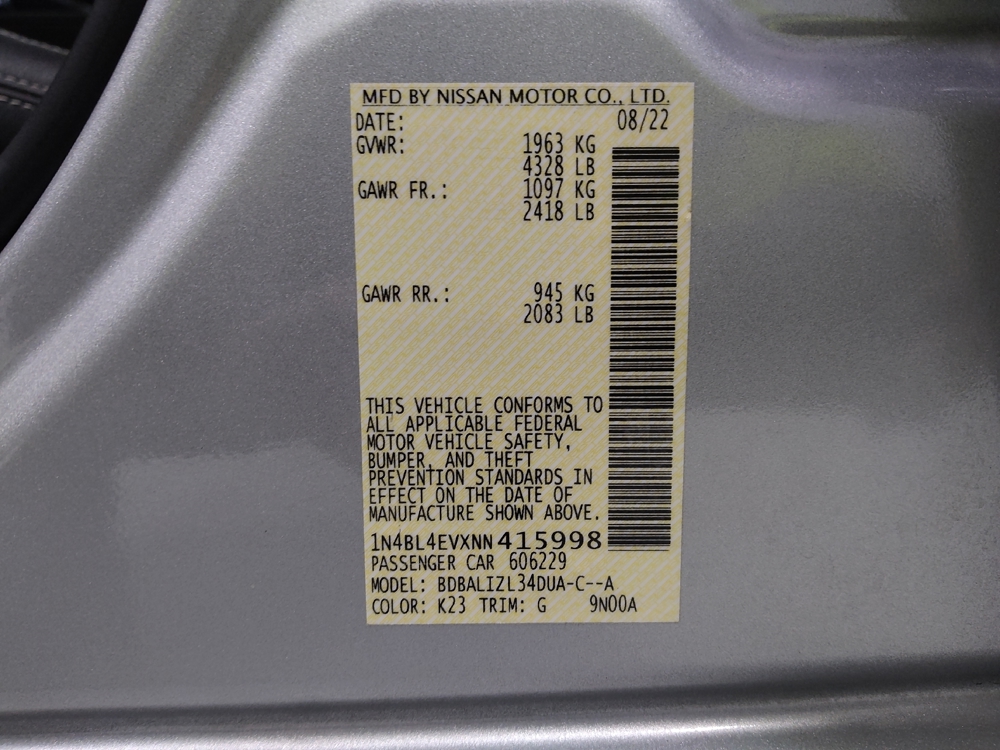 MFD BY NISSAN MOTOR CO., LTD.
DATE: 08/22
GVWR: 1963 KG
4328 LB
GAWR FR.: 1097 KG
2418 LB
GAWR RR.: 945 KG
2083 LB
THIS VEHICLE CONFORMS TO
ALL APPLICABLE FEDERAL
MOTOR VEHICLE SAFETY,
BUMPER, AND THEFT
PREVENTION STANDARDS IN
EFFECT ON THE DATE OF
MANUFACTURE SHOWN ABOVE.
1N4BL4EVXNN415998
PASSENGER CAR 606229
MODEL: BDBALIZL34DUA-C--A
COLOR: K23 TRIM: G 9N00A